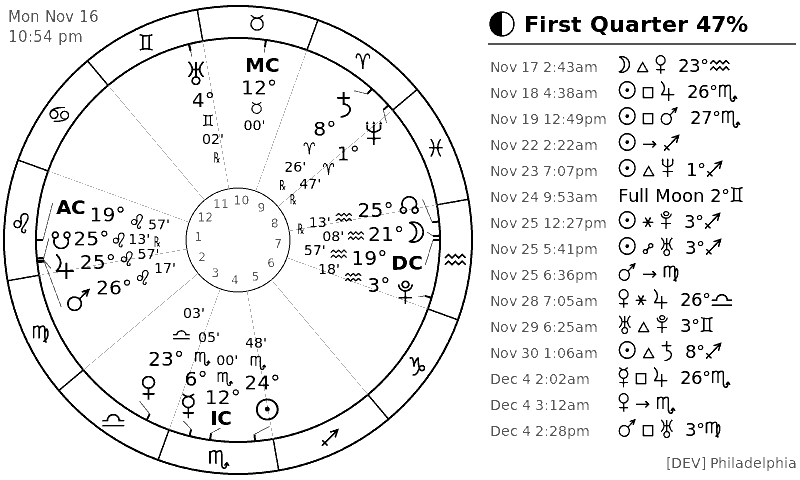 Mon Nov 16
10:54 pm
First Quarter 47%
Nov 17 2:43am ☽ △ ♀ 23°♒
Nov 18 4:38am ☉ □ ♃ 26°♏
Nov 19 12:49pm ☉ □ ♂ 27°♏
Nov 22 2:22am ☉ → ♐
Nov 23 7:07pm ☉ △ ♆ 1°♐
Nov 24 9:53am Full Moon 2°♊
Nov 25 12:27pm ☉ ⚹ ♇ 3°♐
Nov 25 5:41pm ☉ ☍ ♅ 3°♐
Nov 25 6:36pm ♂ → ♍
Nov 28 7:05am ♀ ⚹ ♃ 26°♎
Nov 29 6:25am ♅ △ ♇ 3°♊
Nov 30 1:06am ☉ △ ♄ 8°♐
Dec 4 2:02am ☿ □ ♃ 26°♏
Dec 4 3:12am ♀ → ♏
Dec 4 2:28pm ♂ □ ♅ 3°♍
[DEV] Philadelphia
♈
♉
♊
♋
♌
♍
♎
♏
♐
♑
♒
♓
MC 12° ♉ 00'
♅ 4° ♊ 02' ℞
♄ 8° ♈ 26' ℞
♆ 1° ♈ 47' ℞
AC 19° ♌ 57'
☋ 25° ♌ 13' ℞
♃ 25° ♌ 57'
♂ 26° ♌ 17'
☊ 25° ♒ 13' ℞
☽ 21° ♒ 08'
DC 19° ♒ 57'
♇ 3° ♒ 18'
♀ 23° ♎ 03'
☿ 6° ♏ 05'
IC 12° ♏ 00'
☉ 24° ♏ 48'
1
2
3
4
5
6
7
8
9
10
11
12